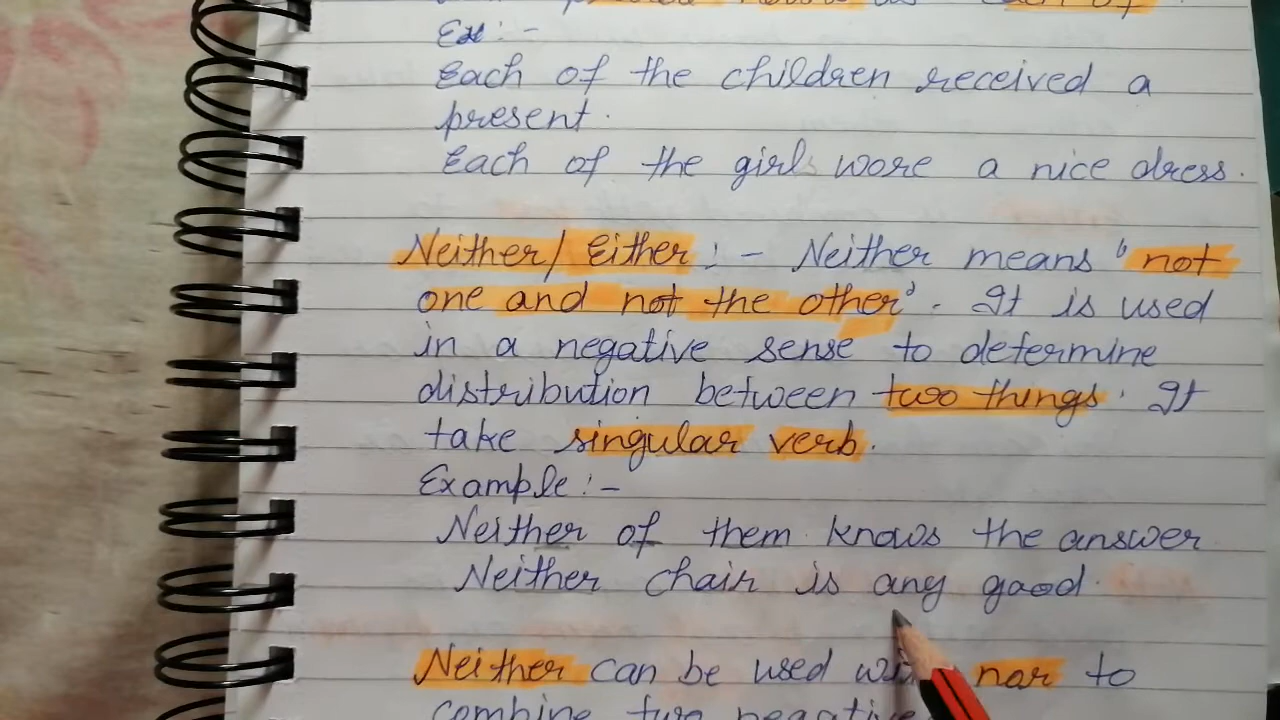 Ex: -
Each of the children received a
present.
Each of the girls wore a nice dress.
Neither/ Either : - Neither means 'not
one and not the other'. It is used
in a negative sense to determine
distribution between two things. It
take singular verb.
Example :-
Neither of them knows the answer
Neither chair is any good.
Neither can be used nor to
combine two